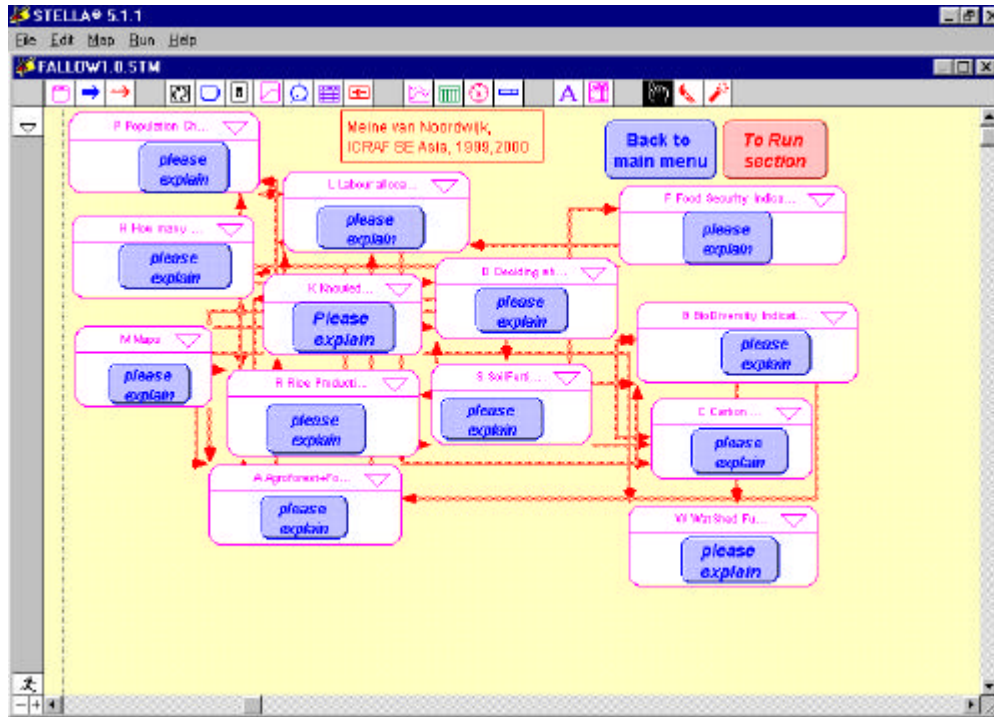 STELLA® 5.1.1
File Edit Map Run Help
FALLOW1.0.STM
A
P Population Ch...
please
explain
Meine van Noordwijk,
ICRAF SE Asia, 1999,2000
Back to
main menu
To Run
section
L Labour alloca...
please
explain
F Food Security Indica...
please
explain
H How many ...
please
explain
D Deciding wh...
please
explain
K Knowled...
Please
explain
B BioDiversity Indicat...
please
explain
M Maps
please
explain
R Rice Producti...
please
explain
S SoilFerti...
please
explain
C Carbon ...
please
explain
A Agroforest+Fo...
please
explain
W WatShed Fu...
please
explain